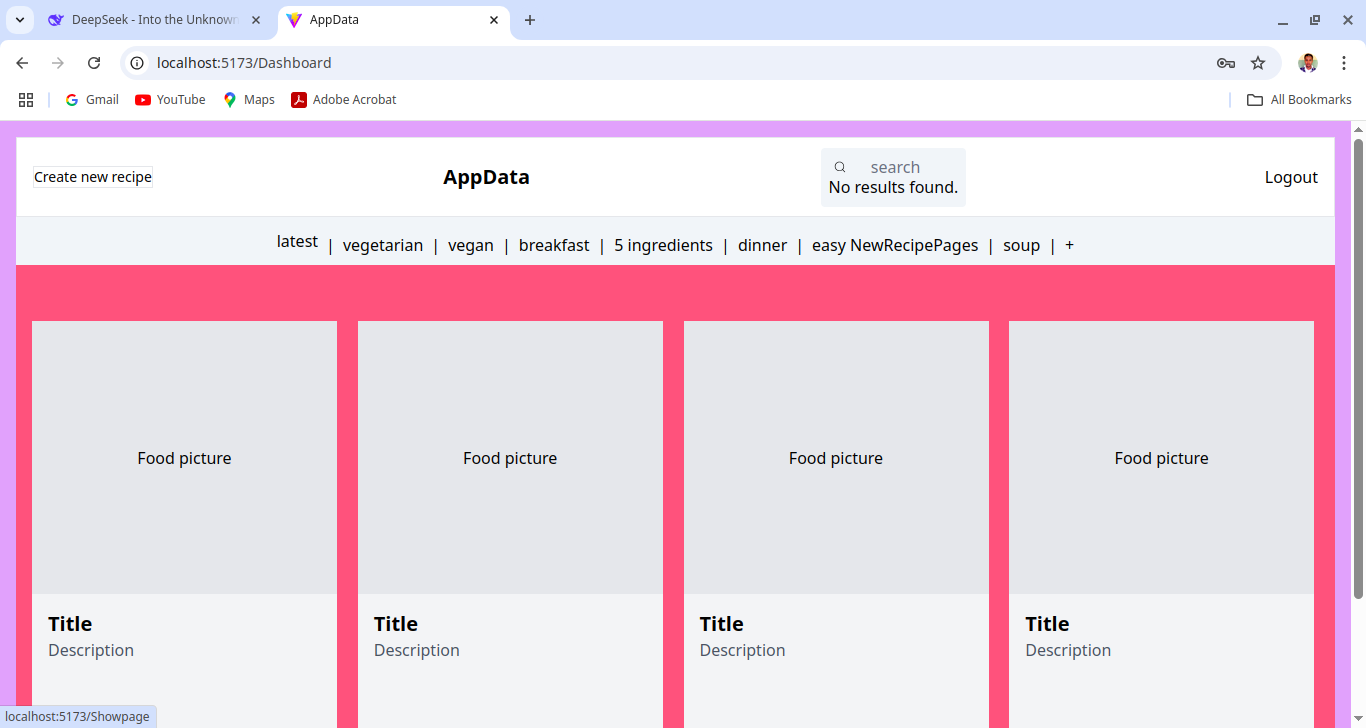 DeepSeek - Into the Unknown
AppData
localhost:5173/Dashboard
Gmail
YouTube
Maps
Adobe Acrobat
All Bookmarks
Create new recipe
AppData
search
No results found.
Logout
latest | vegetarian | vegan | breakfast | 5 ingredients | dinner | easy NewRecipePages | soup | +
Food picture
Food picture
Food picture
Food picture
Title
Description
Title
Description
Title
Description
Title
Description
localhost:5173/Showpage